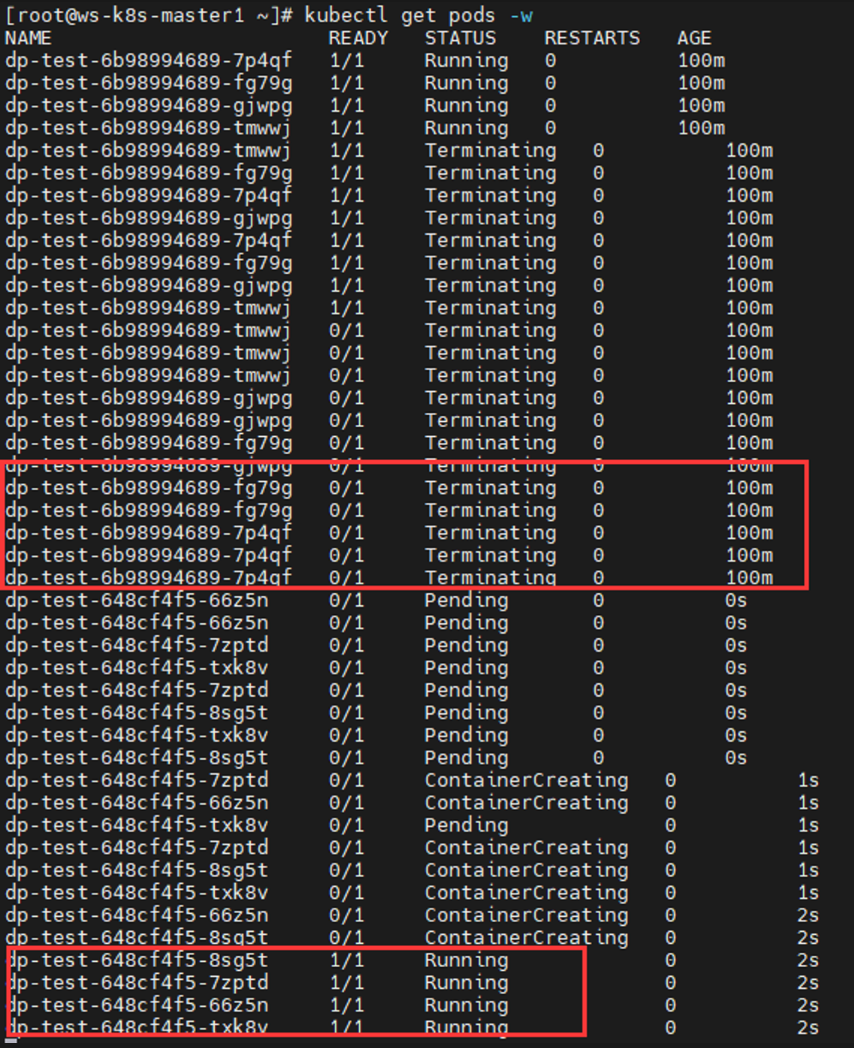 [root@ws-k8s-master1 ~]# kubectl get pods -w
NAME READY STATUS RESTARTS AGE
dp-test-6b98994689-7p4qf 1/1 Running 0 100m
dp-test-6b98994689-fg79g 1/1 Running 0 100m
dp-test-6b98994689-gjwpg 1/1 Running 0 100m
dp-test-6b98994689-tmwwj 1/1 Running 0 100m
dp-test-6b98994689-tmwwj 1/1 Terminating 0 100m
dp-test-6b98994689-fg79g 1/1 Terminating 0 100m
dp-test-6b98994689-7p4qf 1/1 Terminating 0 100m
dp-test-6b98994689-gjwpg 1/1 Terminating 0 100m
dp-test-6b98994689-7p4qf 1/1 Terminating 0 100m
dp-test-6b98994689-fg79g 1/1 Terminating 0 100m
dp-test-6b98994689-gjwpg 1/1 Terminating 0 100m
dp-test-6b98994689-tmwwj 1/1 Terminating 0 100m
dp-test-6b98994689-tmwwj 0/1 Terminating 0 100m
dp-test-6b98994689-tmwwj 0/1 Terminating 0 100m
dp-test-6b98994689-tmwwj 0/1 Terminating 0 100m
dp-test-6b98994689-gjwpg 0/1 Terminating 0 100m
dp-test-6b98994689-gjwpg 0/1 Terminating 0 100m
dp-test-6b98994689-fg79g 0/1 Terminating 0 100m
dp-test-6b98994689-gjwpg 0/1 Terminating 0 100m
dp-test-6b98994689-fg79g 0/1 Terminating 0 100m
dp-test-6b98994689-fg79g 0/1 Terminating 0 100m
dp-test-6b98994689-7p4qf 0/1 Terminating 0 100m
dp-test-6b98994689-7p4qf 0/1 Terminating 0 100m
dp-test-6b98994689-7p4qf 0/1 Terminating 0 100m
dp-test-648cf4f5-66z5n 0/1 Pending 0 0s
dp-test-648cf4f5-66z5n 0/1 Pending 0 0s
dp-test-648cf4f5-7zptd 0/1 Pending 0 0s
dp-test-648cf4f5-txk8v 0/1 Pending 0 0s
dp-test-648cf4f5-7zptd 0/1 Pending 0 0s
dp-test-648cf4f5-8sg5t 0/1 Pending 0 0s
dp-test-648cf4f5-txk8v 0/1 Pending 0 0s
dp-test-648cf4f5-8sg5t 0/1 Pending 0 0s
dp-test-648cf4f5-7zptd 0/1 ContainerCreating 0 1s
dp-test-648cf4f5-66z5n 0/1 ContainerCreating 0 1s
dp-test-648cf4f5-txk8v 0/1 Pending 0 1s
dp-test-648cf4f5-7zptd 0/1 ContainerCreating 0 1s
dp-test-648cf4f5-8sg5t 0/1 ContainerCreating 0 1s
dp-test-648cf4f5-txk8v 0/1 ContainerCreating 0 1s
dp-test-648cf4f5-66z5n 0/1 ContainerCreating 0 2s
dp-test-648cf4f5-8sg5t 0/1 ContainerCreating 0 2s
dp-test-648cf4f5-8sg5t 1/1 Running 0 2s
dp-test-648cf4f5-7zptd 1/1 Running 0 2s
dp-test-648cf4f5-66z5n 1/1 Running 0 2s
dp-test-648cf4f5-txk8v 1/1 Running 0 2s